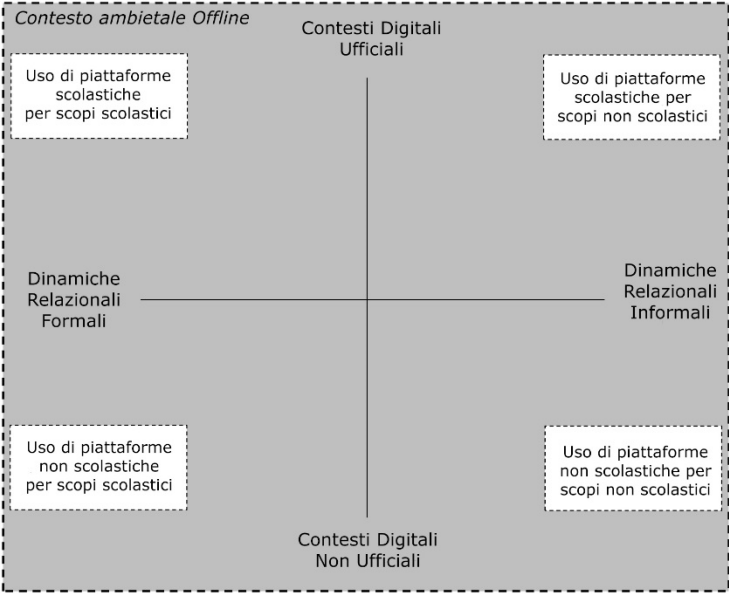 Contesto ambietale Offline
Contesti Digitali
Ufficiali
Uso di piattaforme
scolastiche
per scopi scolastici
Uso di piattaforme
scolastiche per
scopi non scolastici
Dinamiche
Relazionali
Formali
Dinamiche
Relazionali
Informali
Uso di piattaforme
non scolastiche
per scopi scolastici
Uso di piattaforme
non scolastiche per
scopi non scolastici
Contesti Digitali
Non Ufficiali